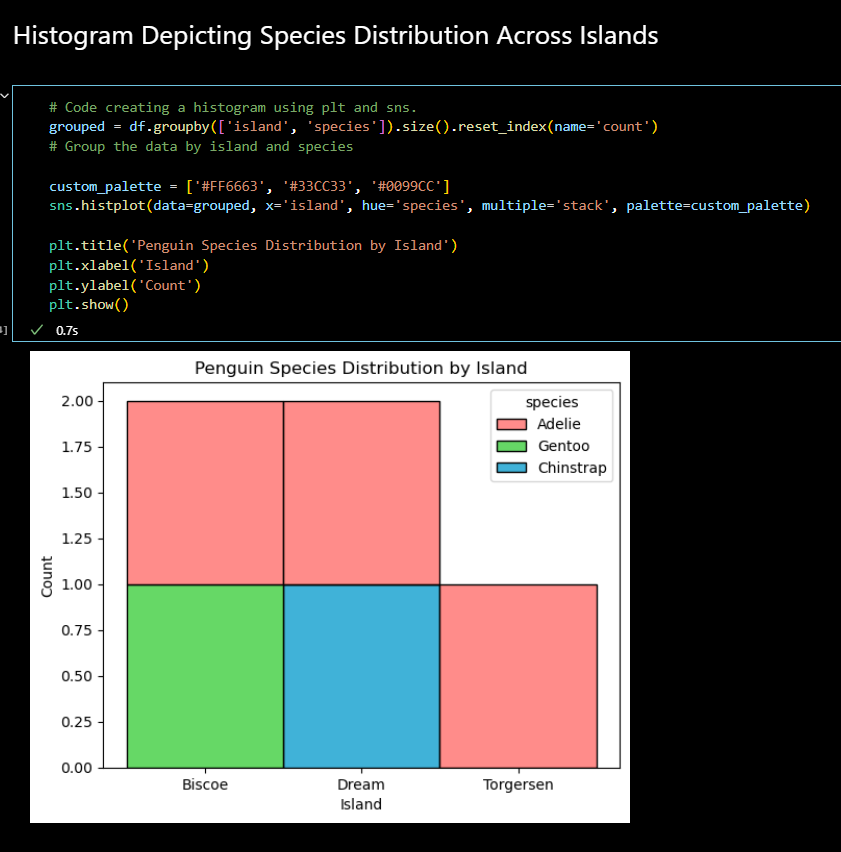 Histogram Depicting Species Distribution Across Islands
# Code creating a histogram using plt and sns.
grouped = df.groupby(['island', 'species']).size().reset_index(name='count')
# Group the data by island and species
custom_palette = ['#FF6663', '#33CC33', '#0099CC']
sns.histplot(data=grouped, x='island', hue='species', multiple='stack', palette=custom_palette)
plt.title('Penguin Species Distribution by Island')
plt.xlabel('Island')
plt.ylabel('Count')
plt.show()
0.7s
Penguin Species Distribution by Island
species
Adelie
Gentoo
Chinstrap
2.00
1.75
1.50
1.25
1.00
0.75
0.50
0.25
0.00
Count
Biscoe Dream Torgersen
Island